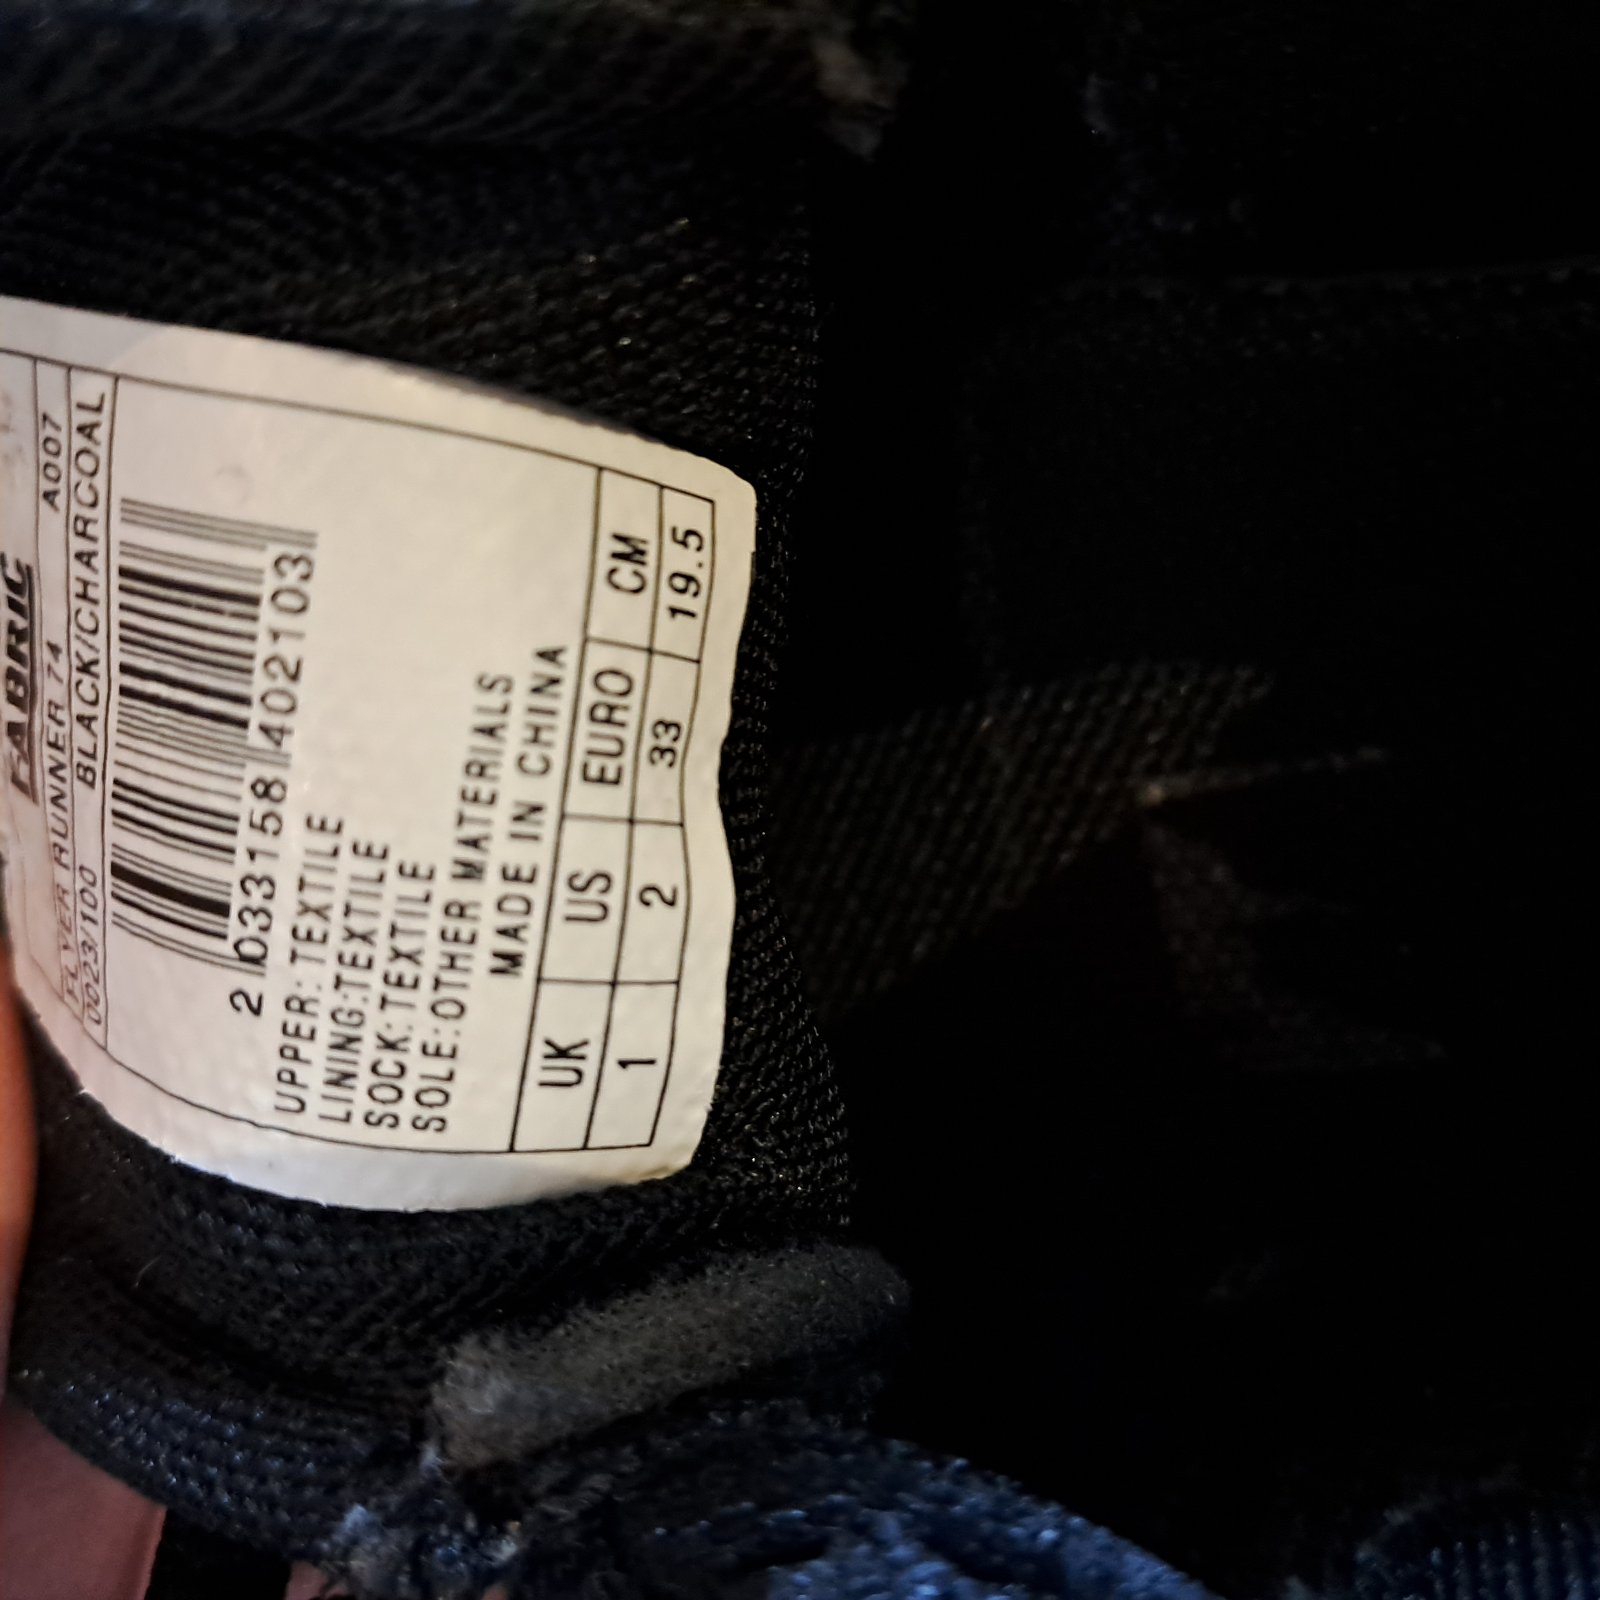 FABRIC
FLYER RUNNER 74 A007
0023/100 BLACK/CHARCOAL
2 033158 402103
UPPER: TEXTILE
LINING:TEXTILE
SOCK:TEXTILE
SOLE:OTHER MATERIALS
MADE IN CHINA
UK US EURO CM
1 2 33 19.5